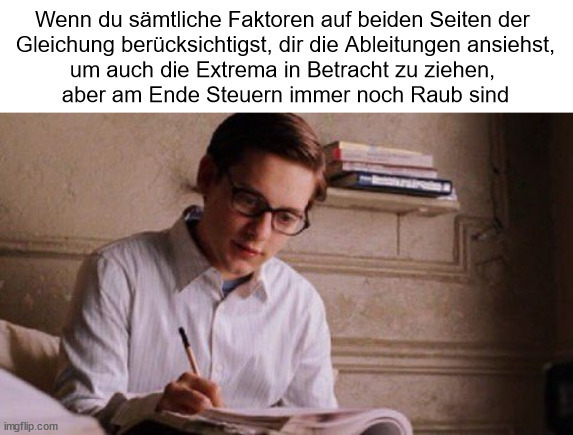 Wenn du sämtliche Faktoren auf beiden Seiten der
Gleichung berücksichtigst, dir die Ableitungen ansiehst,
um auch die Extrema in Betracht zu ziehen,
aber am Ende Steuern immer noch Raub sind
imgflip.com